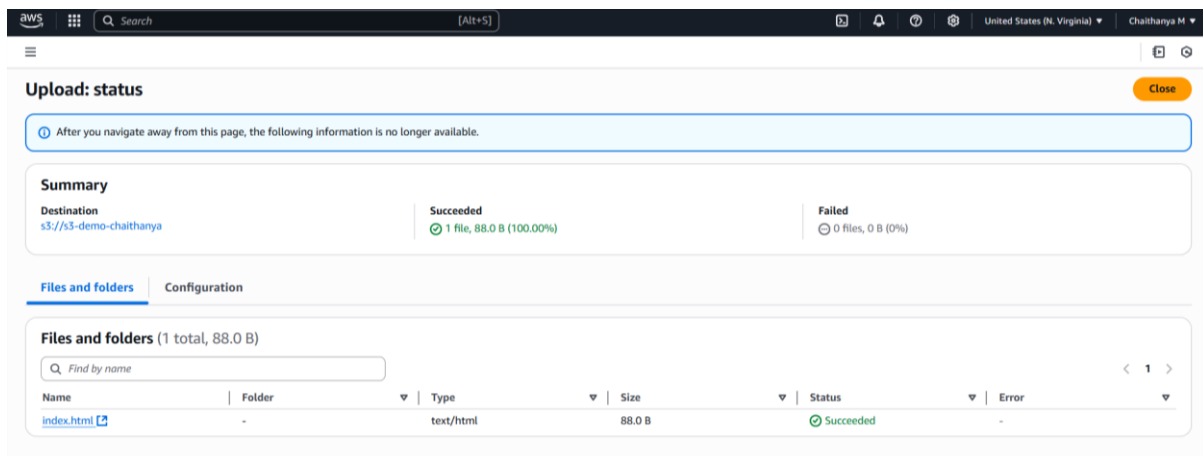 aws Search [Alt+S] United States (N. Virginia) Chaithanya M
Upload: status Close
After you navigate away from this page, the following information is no longer available.
Summary
Destination Succeeded Failed
s3://s3-demo-chaithanya 1 file, 88.0 B (100.00%) 0 files, 0 B (0%)
Files and folders Configuration
Files and folders (1 total, 88.0 B)
Find by name 1
Name Folder Type Size Status Error
index.html - text/html 88.0 B Succeeded -